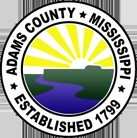 ADAMS COUNTY ★ MISSISSIPPI
★ ESTABLISHED 1799 ★